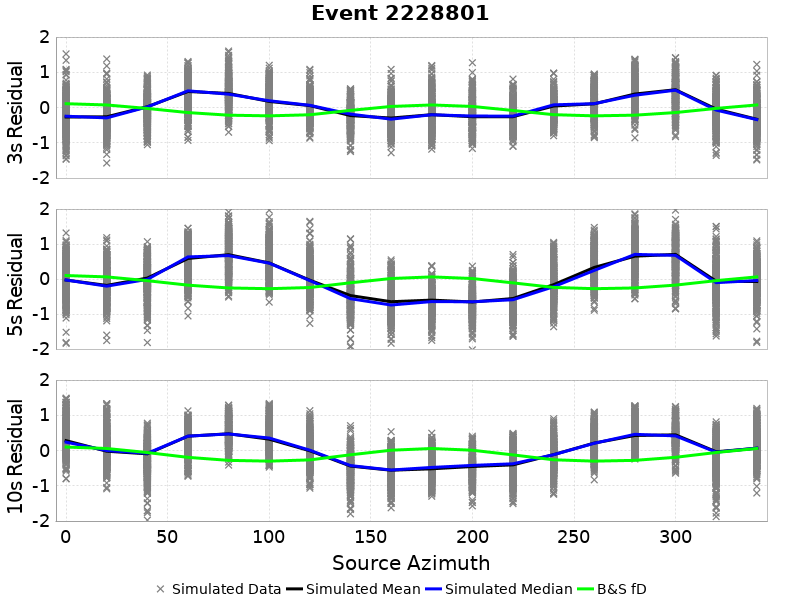 Event 2228801
3s Residual
2
1
0
-1
-2
5s Residual
2
1
0
-1
-2
10s Residual
2
1
0
-1
-2
0 50 100 150 200 250 300
Source Azimuth
Simulated Data Simulated Mean Simulated Median B&S fD